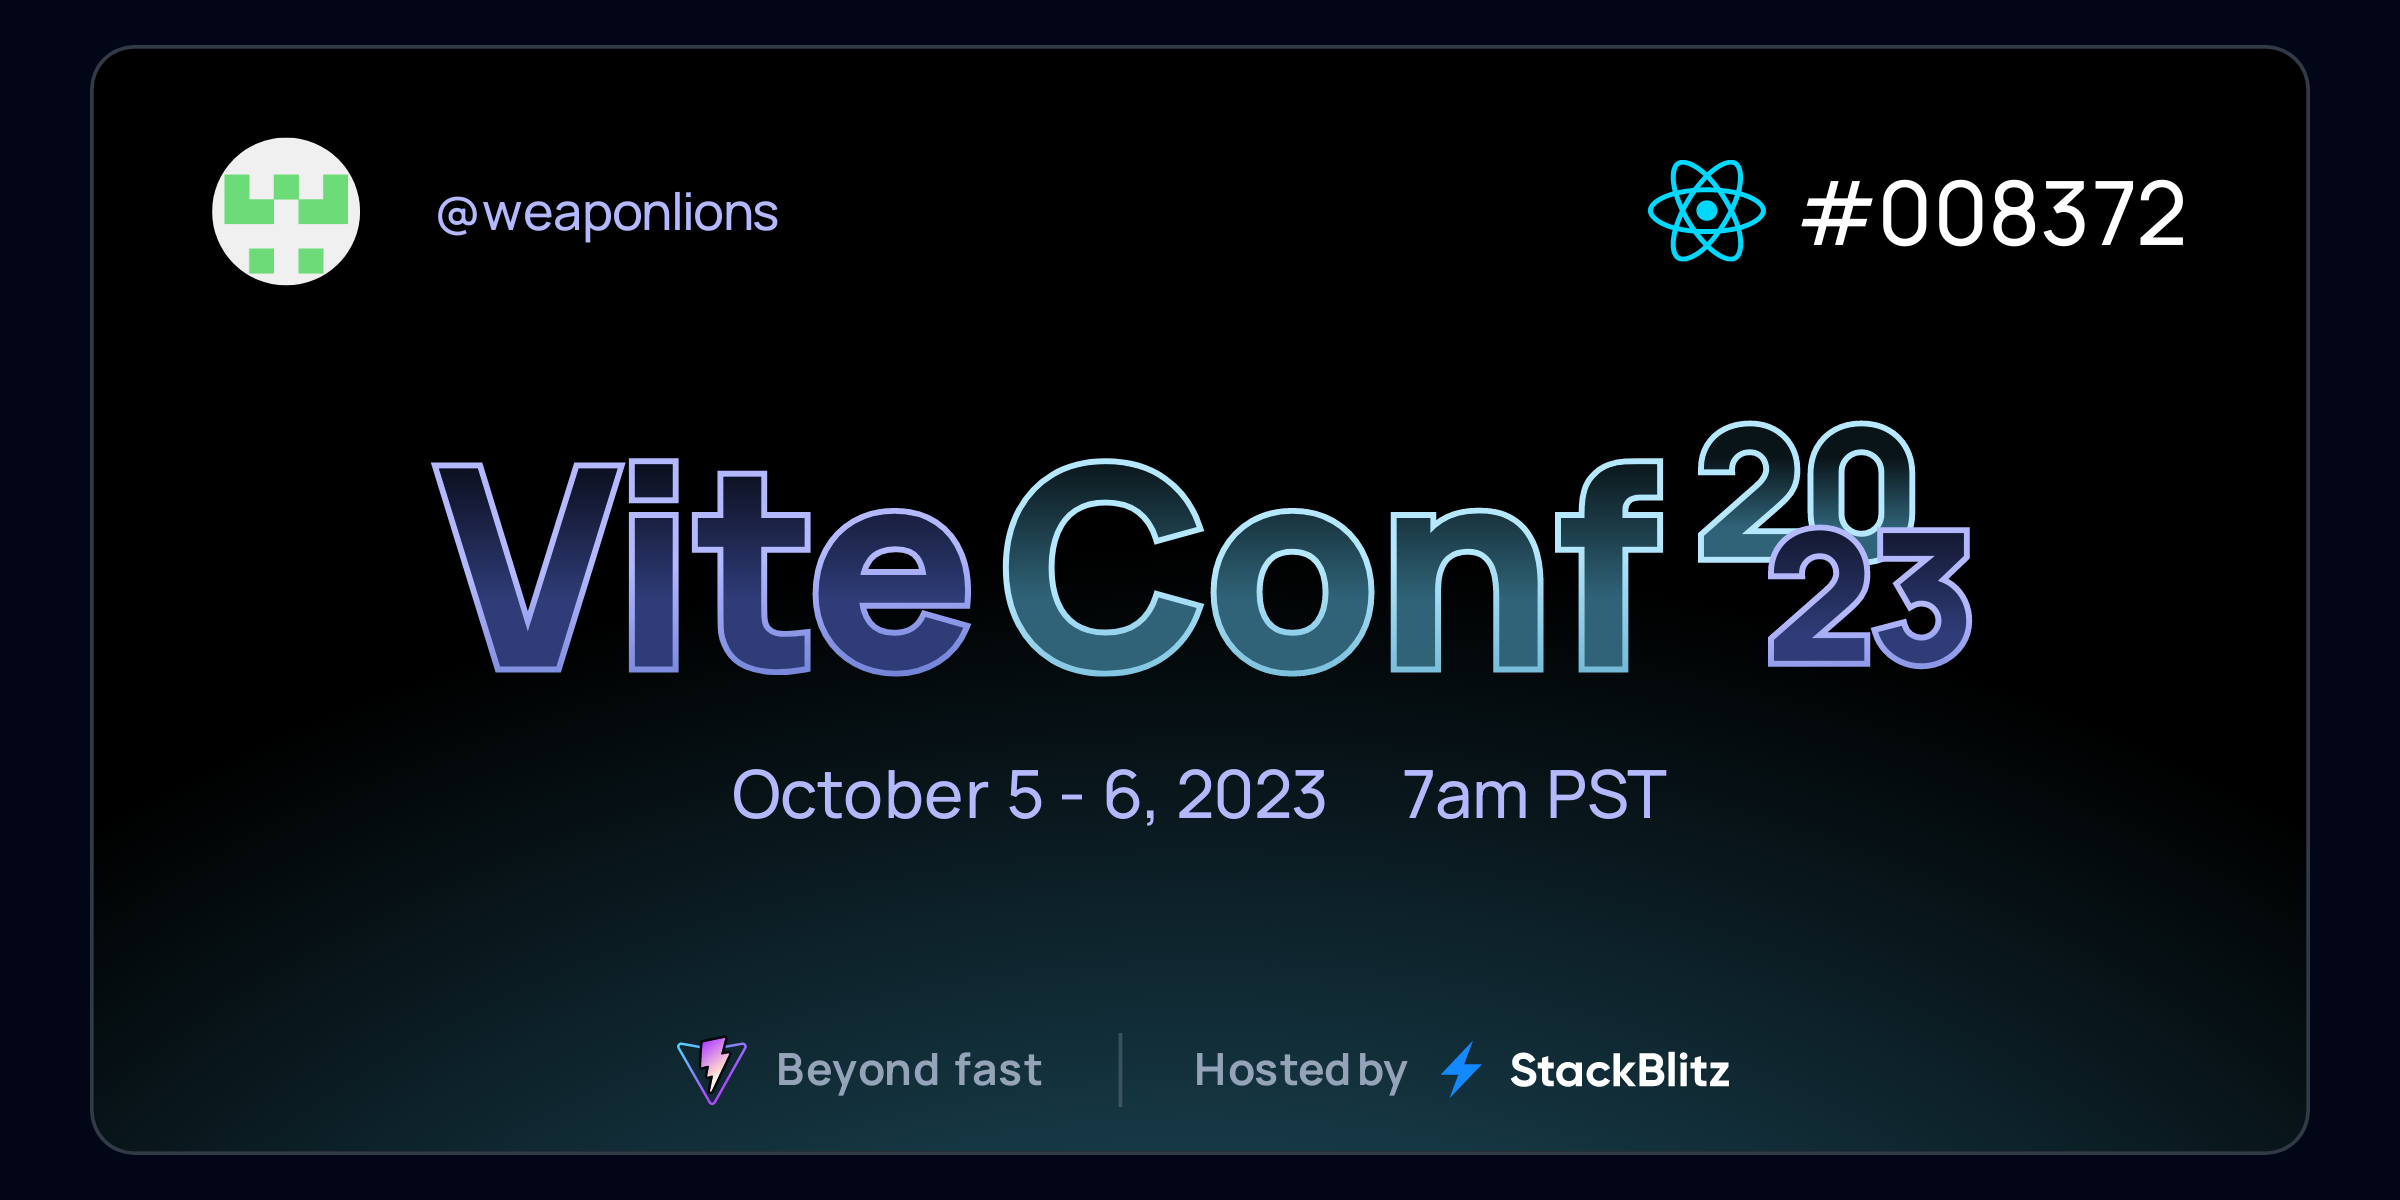 @weaponlions
#008372
ViteConf 2023
October 5 - 6, 2023 7am PST
Beyond fast
Hosted by StackBlitz